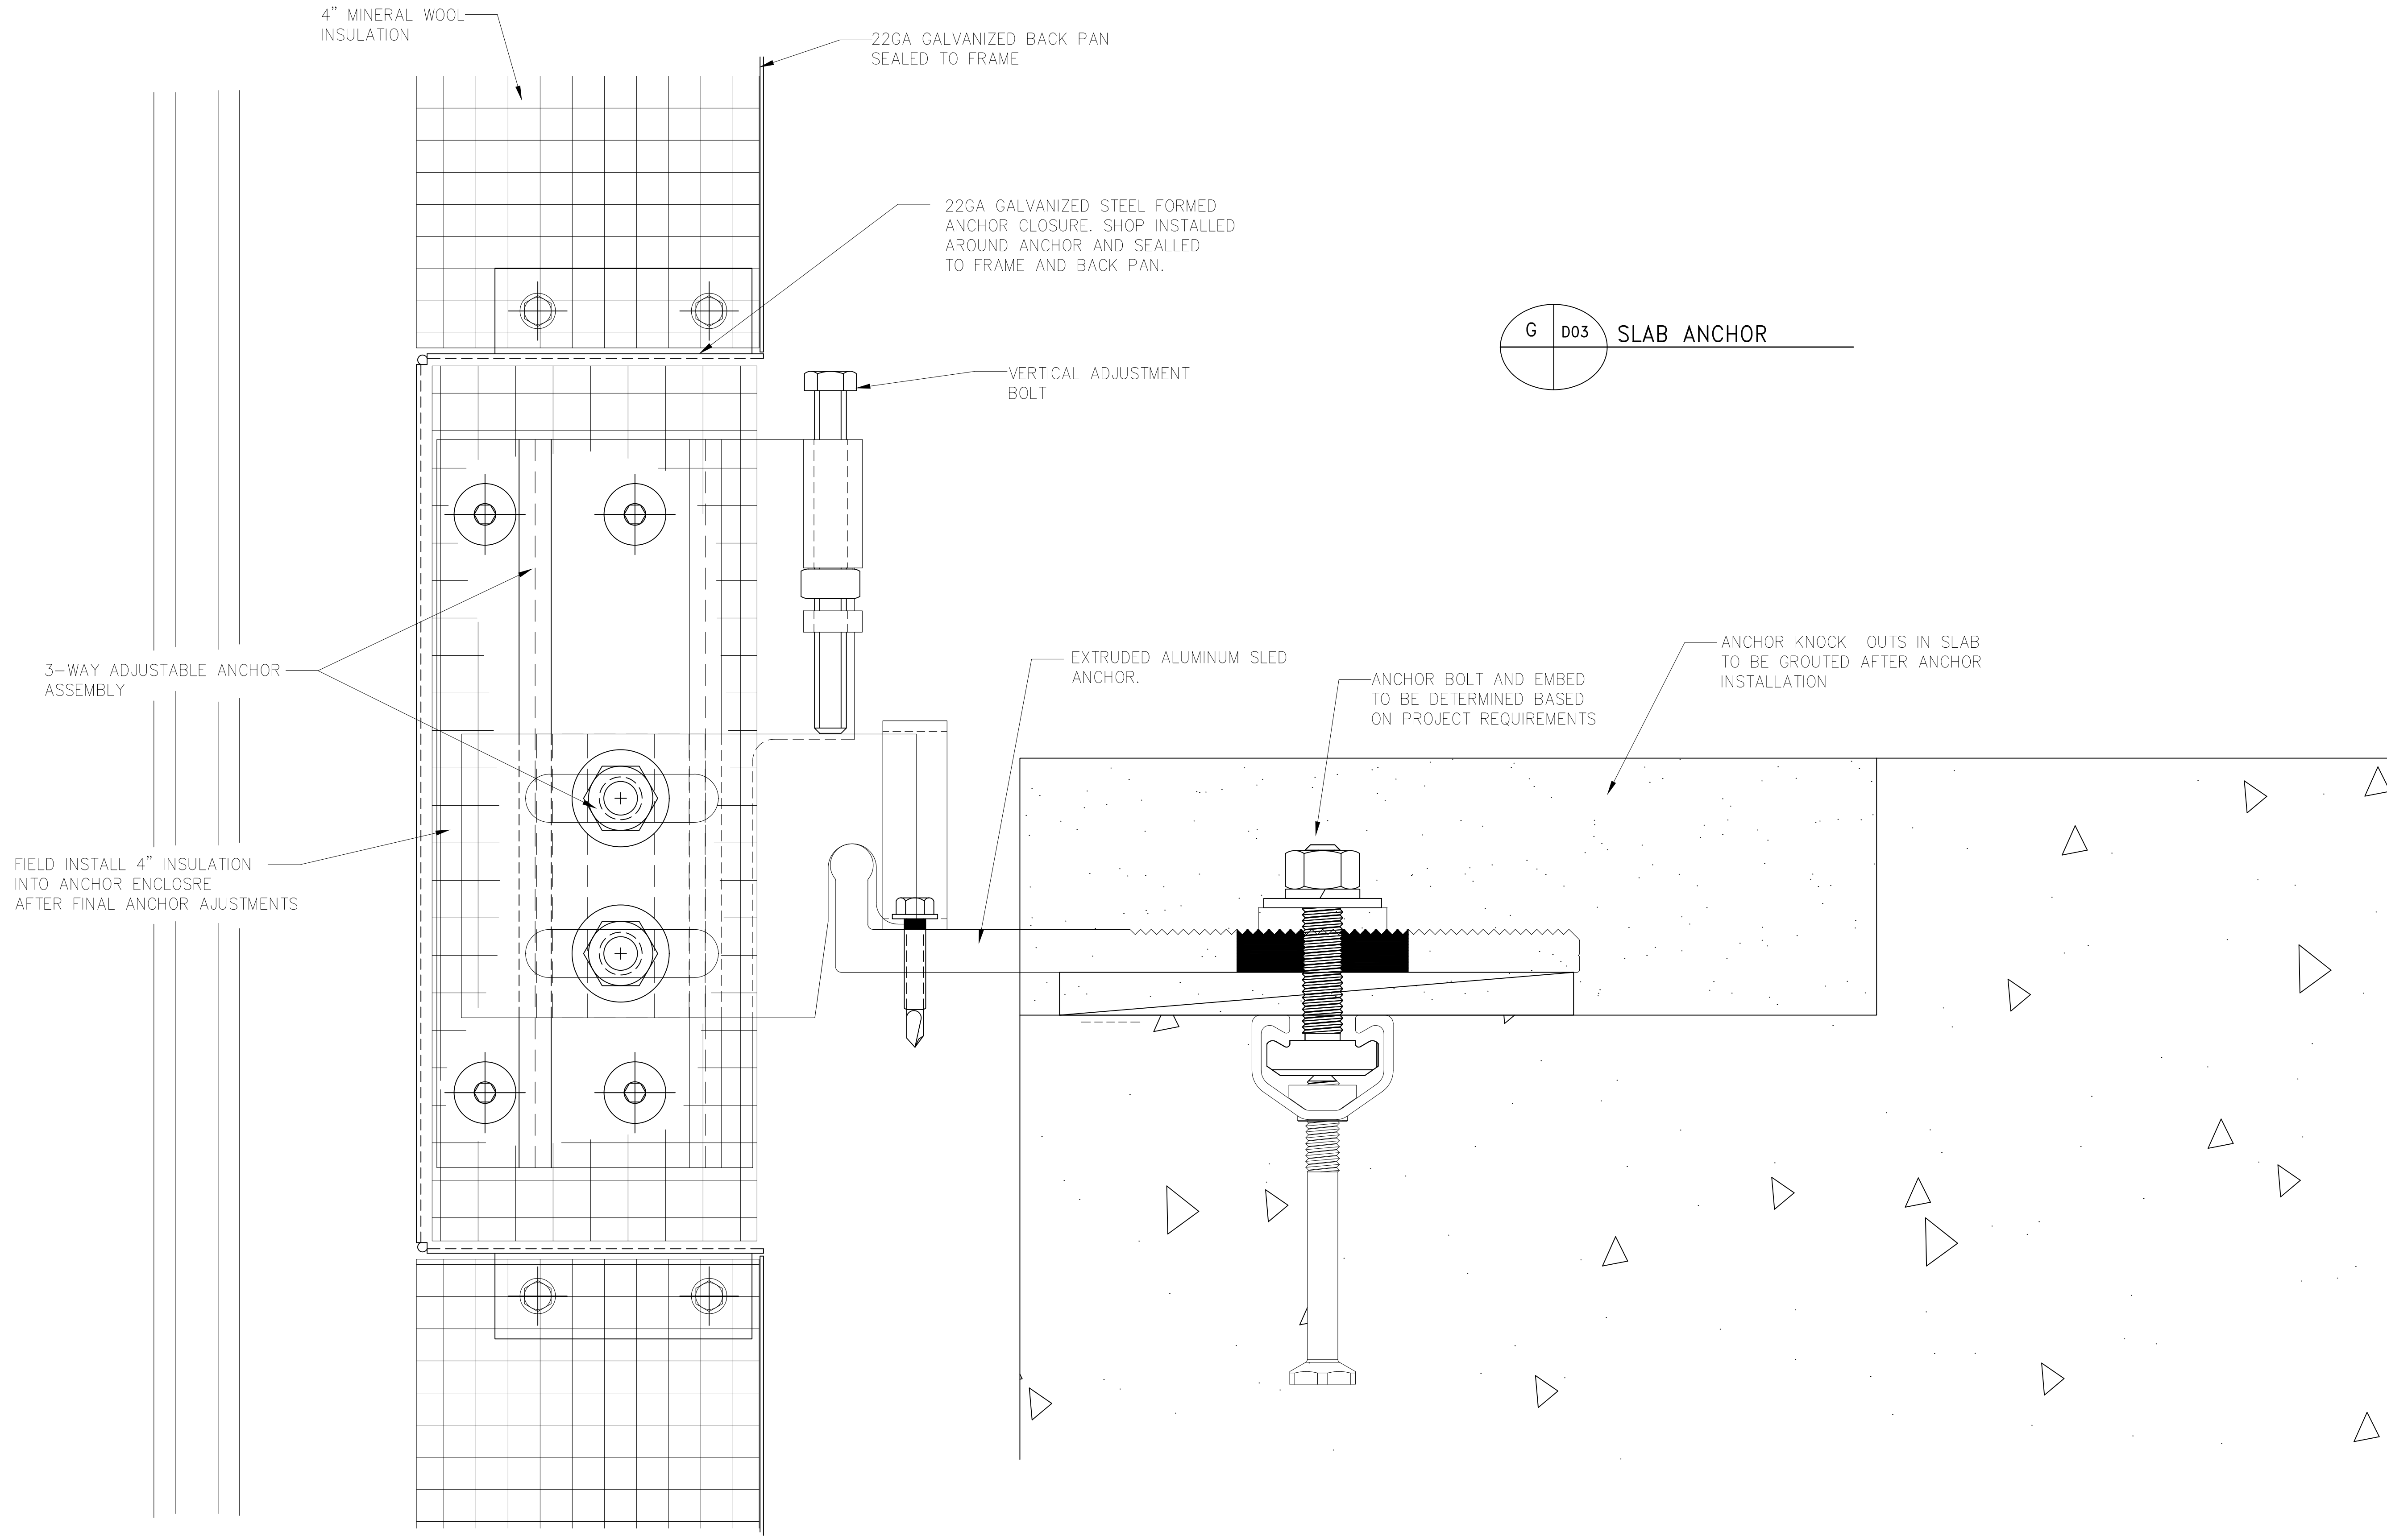 4” MINERAL WOOL
INSULATION
22GA GALVANIZED BACK PAN
SEALED TO FRAME
22GA GALVANIZED STEEL FORMED
ANCHOR CLOSURE. SHOP INSTALLED
AROUND ANCHOR AND SEALLED
TO FRAME AND BACK PAN.
G D03 SLAB ANCHOR
VERTICAL ADJUSTMENT
BOLT
3-WAY ADJUSTABLE ANCHOR
ASSEMBLY
EXTRUDED ALUMINUM SLED
ANCHOR.
ANCHOR BOLT AND EMBED
TO BE DETERMINED BASED
ON PROJECT REQUIREMENTS
ANCHOR KNOCK OUTS IN SLAB
TO BE GROUTED AFTER ANCHOR
INSTALLATION
FIELD INSTALL 4” INSULATION
INTO ANCHOR ENCLOSRE
AFTER FINAL ANCHOR AJUSTMENTS